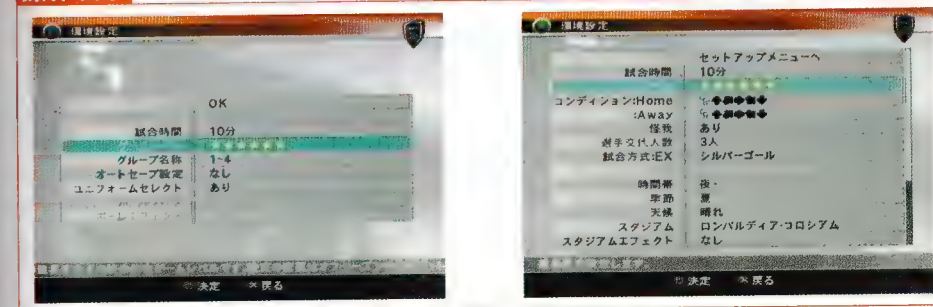 環境設定
OK
試合時間 10分
グループ名称 1~4
オートセーブ設定 なし
ユニフォームセレクト あり
決定 戻る
環境設定
セットアップメニューへ
試合時間 10分
コンディション:Home
:Away
怪我 あり
選手交代人数 3人
試合方式:EX シルバーゴール
時間帯 夜
季節 夏
天候 晴れ
スタジアム ロンバルディア・コロシアム
スタジアムエフェクト なし
決定 戻る